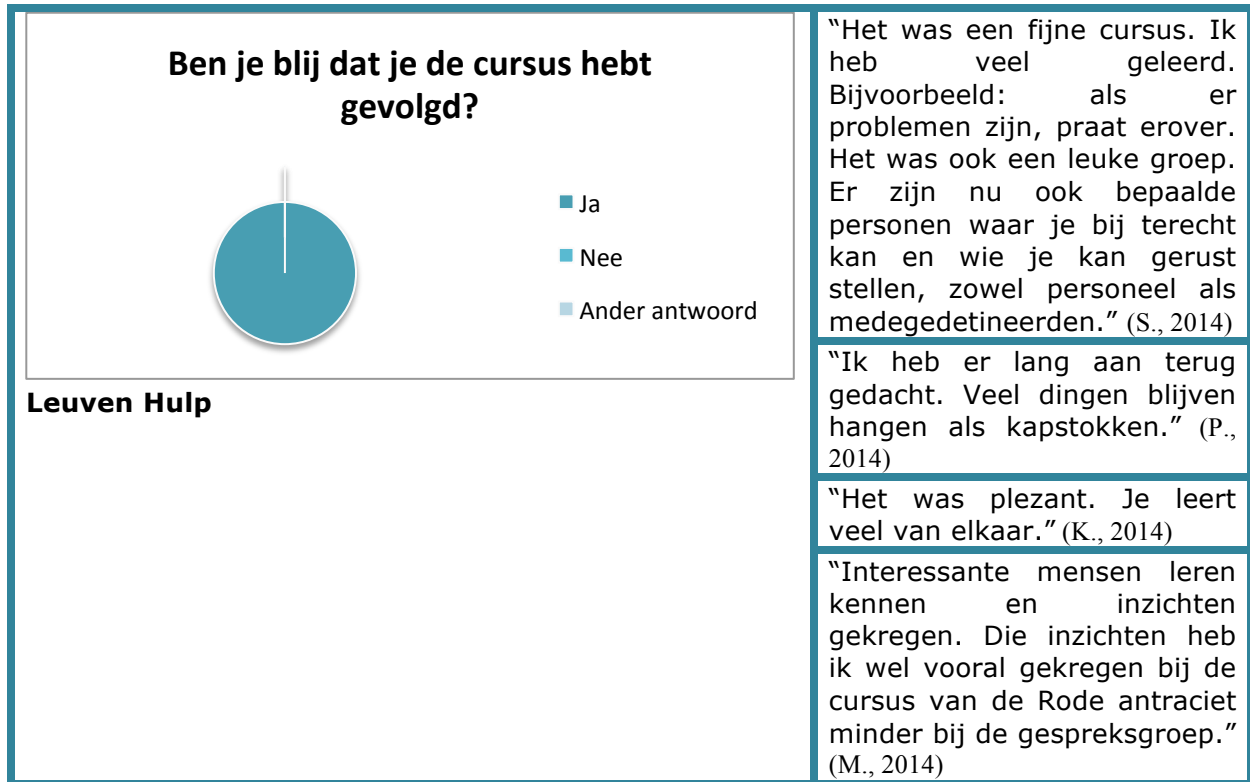 Ben je blij dat je de cursus hebt
gevolgd?
Ja
Nee
Ander antwoord
Leuven Hulp
“Het was een fijne cursus. Ik
heb veel geleerd.
Bijvoorbeeld: als er
problemen zijn, praat erover.
Het was ook een leuke groep.
Er zijn nu ook bepaalde
personen waar je bij terecht
kan en wie je kan gerust
stellen, zowel personeel als
medegedetineerden.” (S., 2014)
“Ik heb er lang aan terug
gedacht. Veel dingen blijven
hangen als kapstokken.” (P.,
2014)
“Het was plezant. Je leert
veel van elkaar.” (K., 2014)
“Interessante mensen leren
kennen en inzichten
gekregen. Die inzichten heb
ik wel vooral gekregen bij de
cursus van de Rode antraciet
minder bij de gespreksgroep.”
(M., 2014)